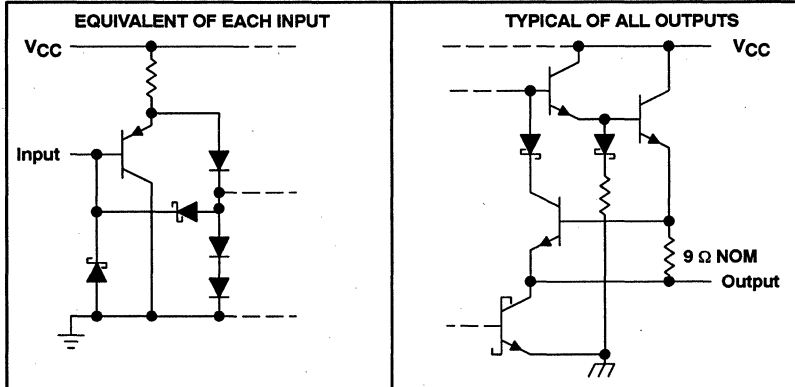 EQUIVALENT OF EACH INPUT
VCC
Input
TYPICAL OF ALL OUTPUTS
VCC
9 Ω NOM
Output